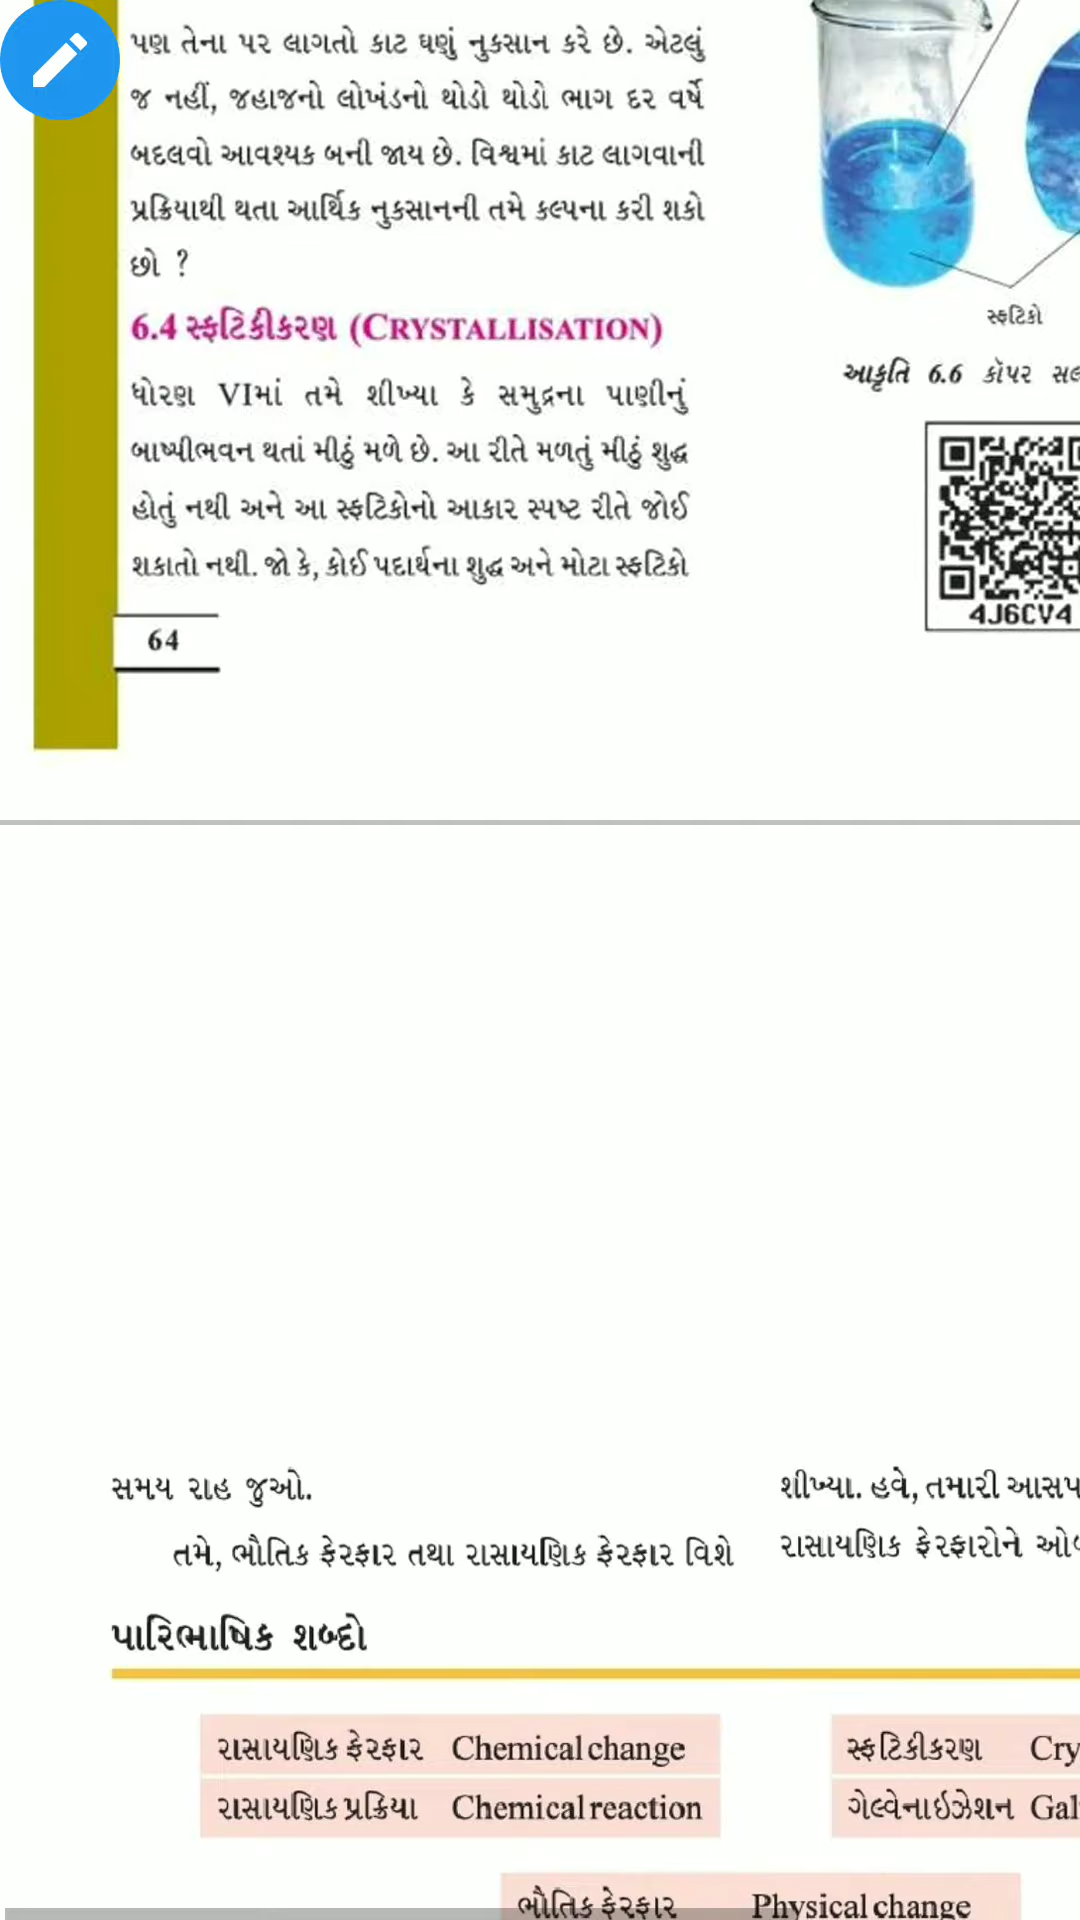 પણ તેના પર લાગતો કાટ ઘણું નુકસાન કરે છે. એટલું
જ નહીં, જહાજનો લોખંડનો થોડો થોડો ભાગ દર વર્ષે
બદલવો આવશ્યક બની જાય છે. વિશ્વમાં કાટ લાગવાની
પ્રક્રિયાથી થતા આર્થિક નુકસાનની તમે કલ્પના કરી શકો
છો ?
6.4 સ્ફટિકીકરણ (CRYSTALLISATION)
ધોરણ VIમાં તમે શીખ્યા કે સમુદ્રના પાણીનું
બાષ્પીભવન થતાં મીઠું મળે છે. આ રીતે મળતું મીઠું શુદ્ધ
હોતું નથી અને આ સ્ફટિકોનો આકાર સ્પષ્ટ રીતે જોઈ
શકાતો નથી. જો કે, કોઈ પદાર્થના શુદ્ધ અને મોટા સ્ફટિકો
64
સ્ફટિકો
આકૃતિ 6.6 કૉપર
4J6CV4
સમય રાહ જુઓ.
તમે, ભૌતિક ફેરફાર તથા રાસાયણિક ફેરફાર વિશે
શીખ્યા. હવે, તમારી
રાસાયણિક ફેરફારોને
પારિભાષિક શબ્દો
રાસાયણિક ફેરફાર Chemical change
રાસાયણિક પ્રક્રિયા Chemical reaction
સ્ફટિકીકરણ Cry
ગેલ્વેનાઇઝેશન Gal
ભૌતિક ફેરફાર Physical change